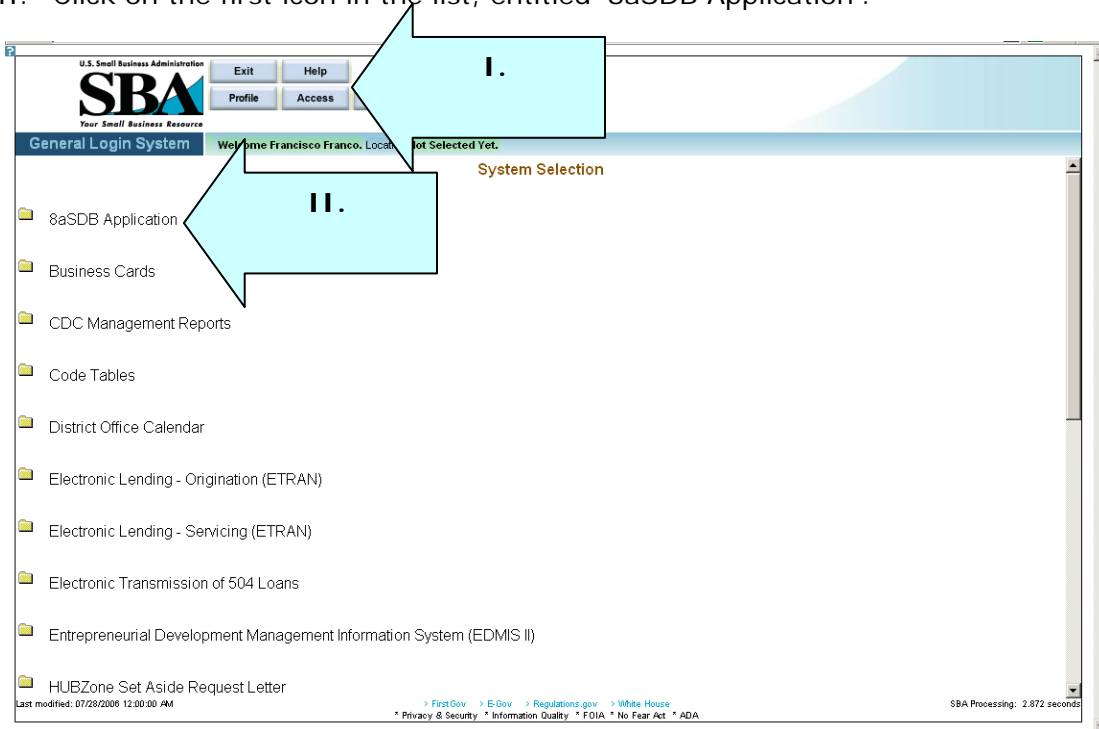 Click on the first icon in the list, entitled '8aSDB Application'.
?
U.S. Small Business Administration
SBA
Your Small Business Resource
Exit Help
Profile Access
I.
General Login System Welcome Francisco Franco. Not Selected Yet.
System Selection
II.
8aSDB Application
Business Cards
CDC Management Reports
Code Tables
District Office Calendar
Electronic Lending - Origination (ETRAN)
Electronic Lending - Servicing (ETRAN)
Electronic Transmission of 504 Loans
Entrepreneurial Development Management Information System (EDMIS II)
HUBZone Set Aside Request Letter
Last modified: 07/28/2006 12:00:00 AM > FirstGov > E-Gov > Regulations.gov > White House SBA Processing: 2.872 seconds
* Privacy & Security * Information Quality * FOIA * No Fear Act * ADA